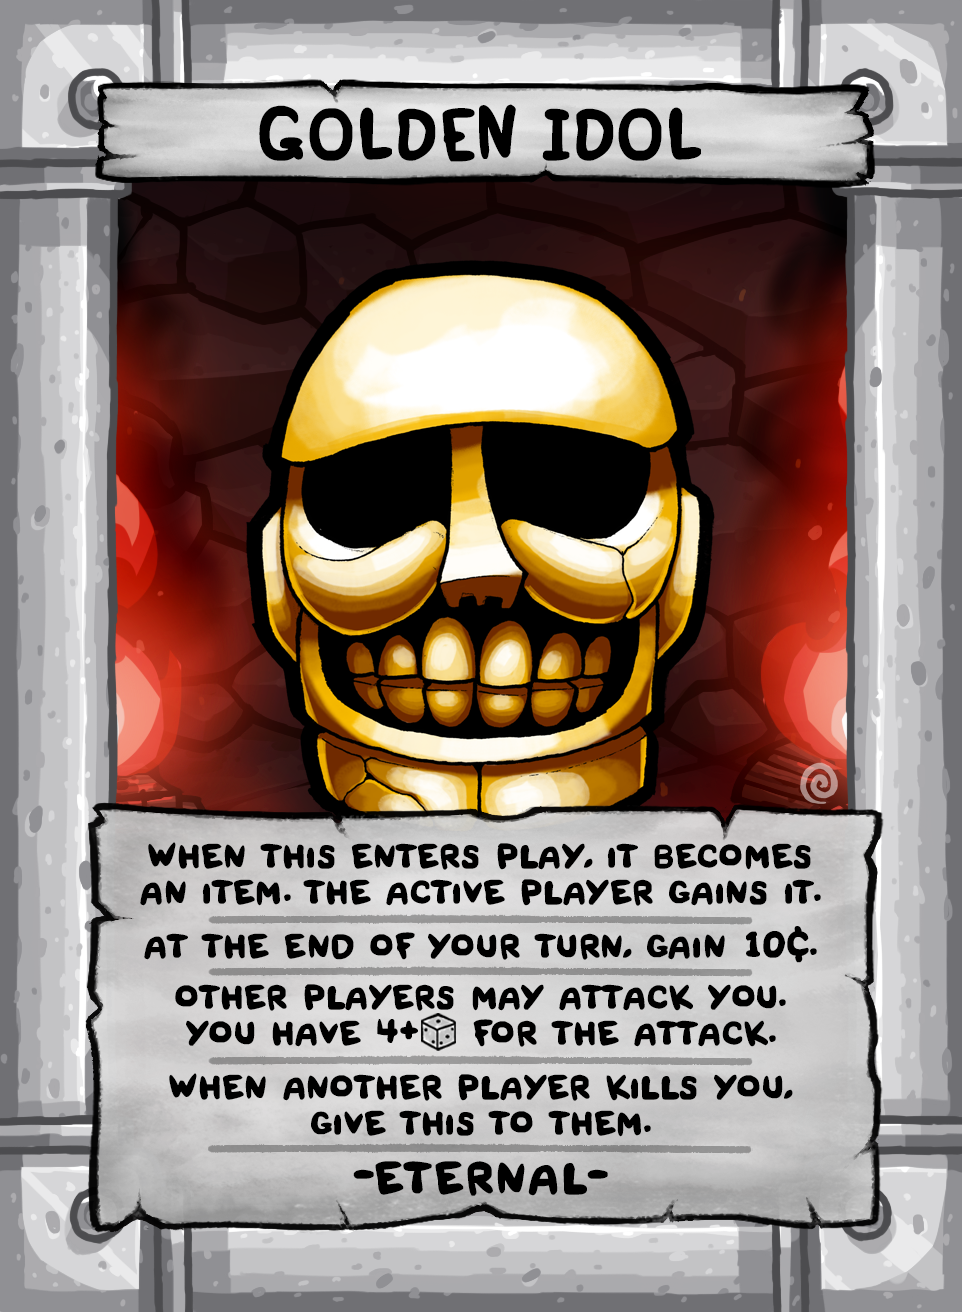 GOLDEN IDOL
WHEN THIS ENTERS PLAY, IT BECOMES
AN ITEM. THE ACTIVE PLAYER GAINS IT.
AT THE END OF YOUR TURN, GAIN 10¢.
OTHER PLAYERS MAY ATTACK YOU.
YOU HAVE 4+ FOR THE ATTACK.
WHEN ANOTHER PLAYER KILLS YOU,
GIVE THIS TO THEM.
-ETERNAL-